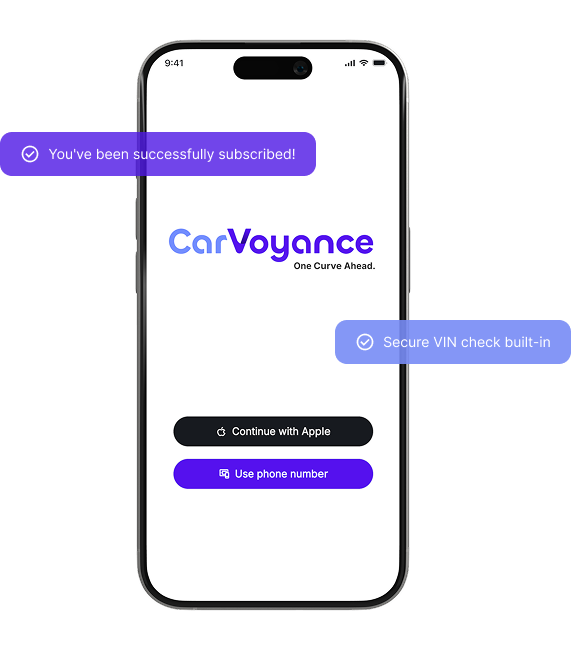 9:41
You've been successfully subscribed!
CarVoyance
One Curve Ahead.
Secure VIN check built-in
Continue with Apple
Use phone number